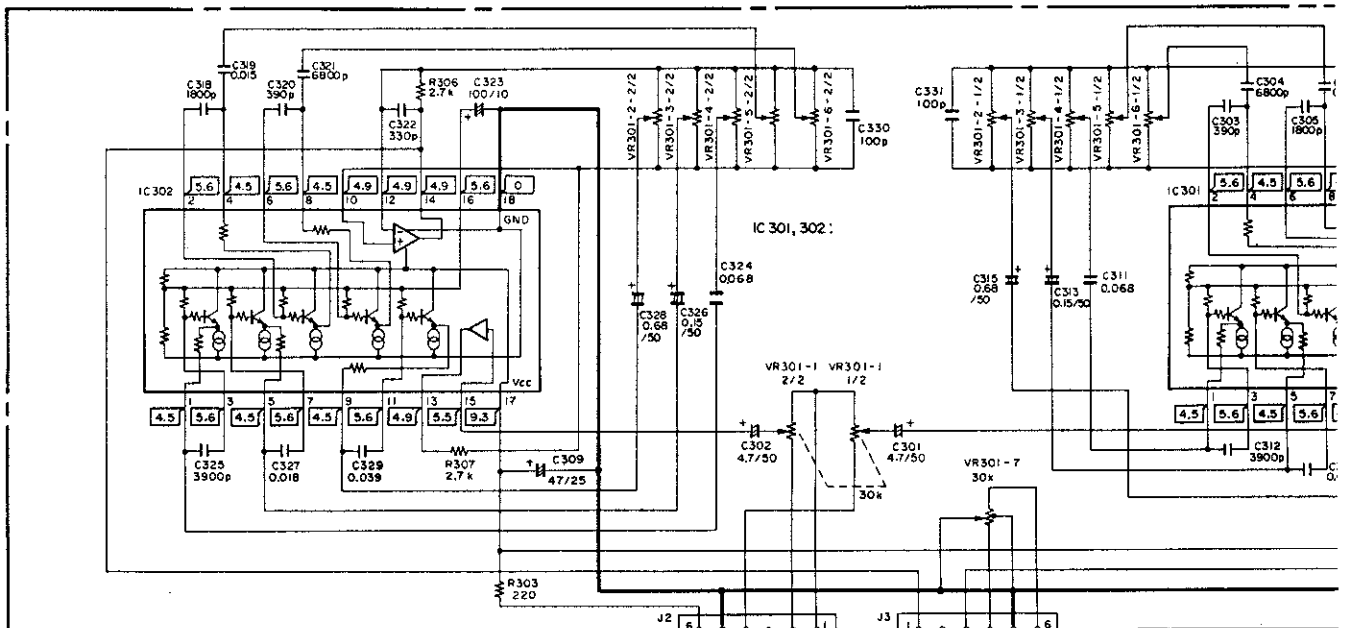 C319
0.015
C318
1800p
C320
390p
C321
6800p
R306
2.7k
C323
100/10
+
C322
330p
VR301-2-2/2
VR301-3-2/2
VR301-4-2/2
VR301-5-2/2
VR301-6-2/2
C330
100p
C331
100p
VR301-2-1/2
VR301-3-1/2
VR301-4-1/2
VR301-5-1/2
VR301-6-1/2
C304
6800p
C303
390p
C305
1800p
IC302
5.6
4.5
5.6
4.5
4.9
4.9
4.9
5.6
0
2
4
6
8
10
12
14
16
18
GND
IC301
5.6
4.5
5.6
2
4
6
8
IC 301, 302:
C324
0.068
+
C328
0.68
/50
+
C326
0.15
/50
C315
0.68
/50
+
C313
0.15/50
+
C311
0.068
Vcc
1
3
5
7
9
11
13
15
17
4.5
5.6
4.5
5.6
4.5
5.6
4.9
5.5
9.3
VR301-1
2/2
VR301-1
1/2
1
3
5
7
4.5
5.6
4.5
5.6
C325
3900p
C327
0.018
C329
0.039
R307
2.7k
+
C309
47/25
+
C302
4.7/50
+
C301
4.7/50
30k
VR301-7
30k
C312
3900p
R303
220
J2
6
1
J3
1
6